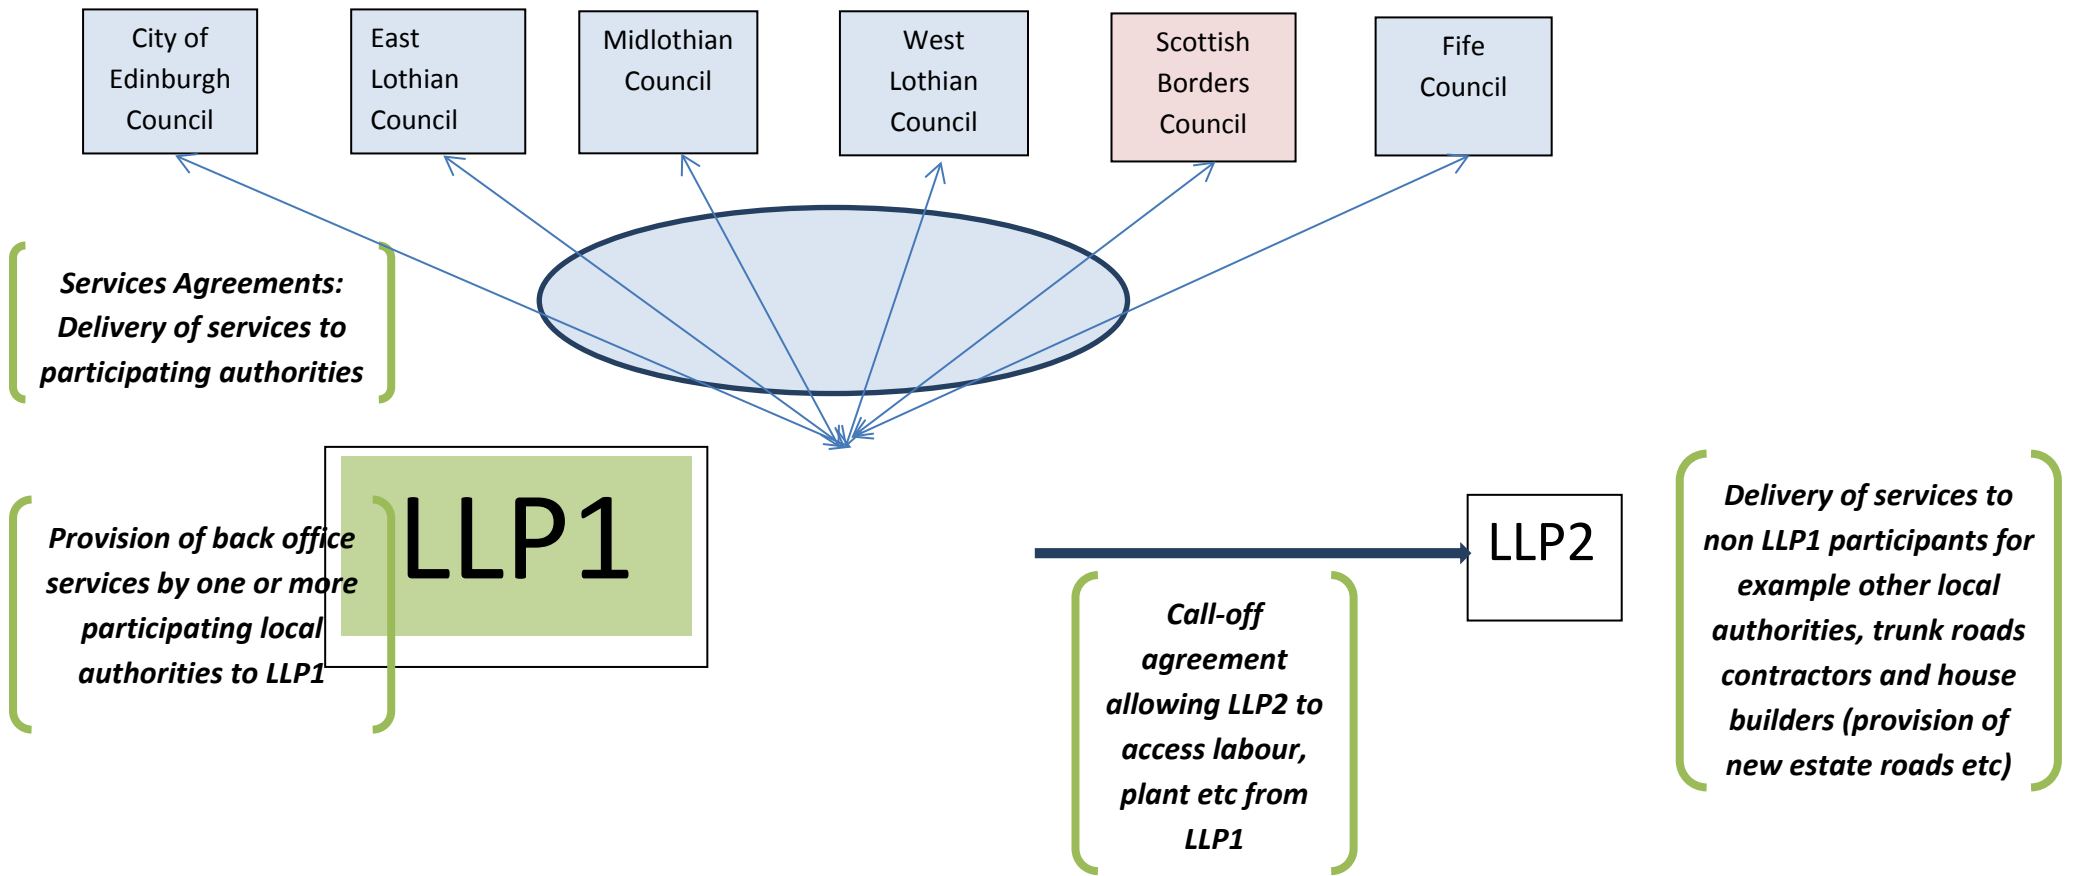 City of
Edinburgh
Council
East
Lothian
Council
Midlothian
Council
West
Lothian
Council
Scottish
Borders
Council
Fife
Council
Services Agreements:
Delivery of services to
participating authorities
Provision of back office
services by one or more
participating local
authorities to LLP1
LLP1
Call-off
agreement
allowing LLP2 to
access labour,
plant etc from
LLP1
LLP2
Delivery of services to
non LLP1 participants for
example other local
authorities, trunk roads
contractors and house
builders (provision of
new estate roads etc)